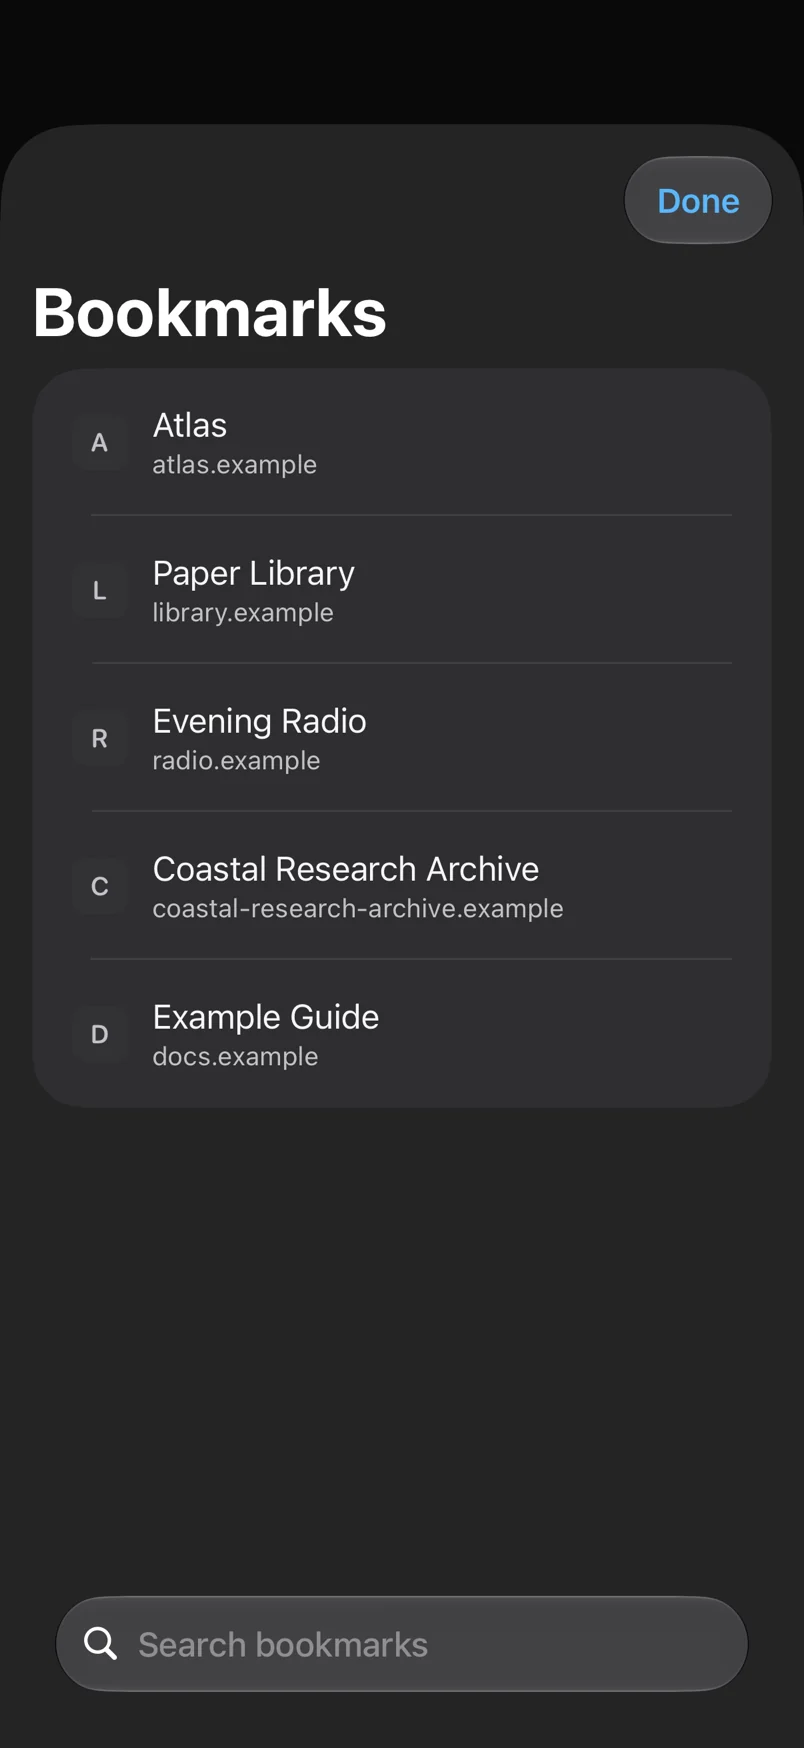 Done
Bookmarks
A
Atlas
atlas.example
L
Paper Library
library.example
R
Evening Radio
radio.example
C
Coastal Research Archive
coastal-research-archive.example
D
Example Guide
docs.example
Search bookmarks